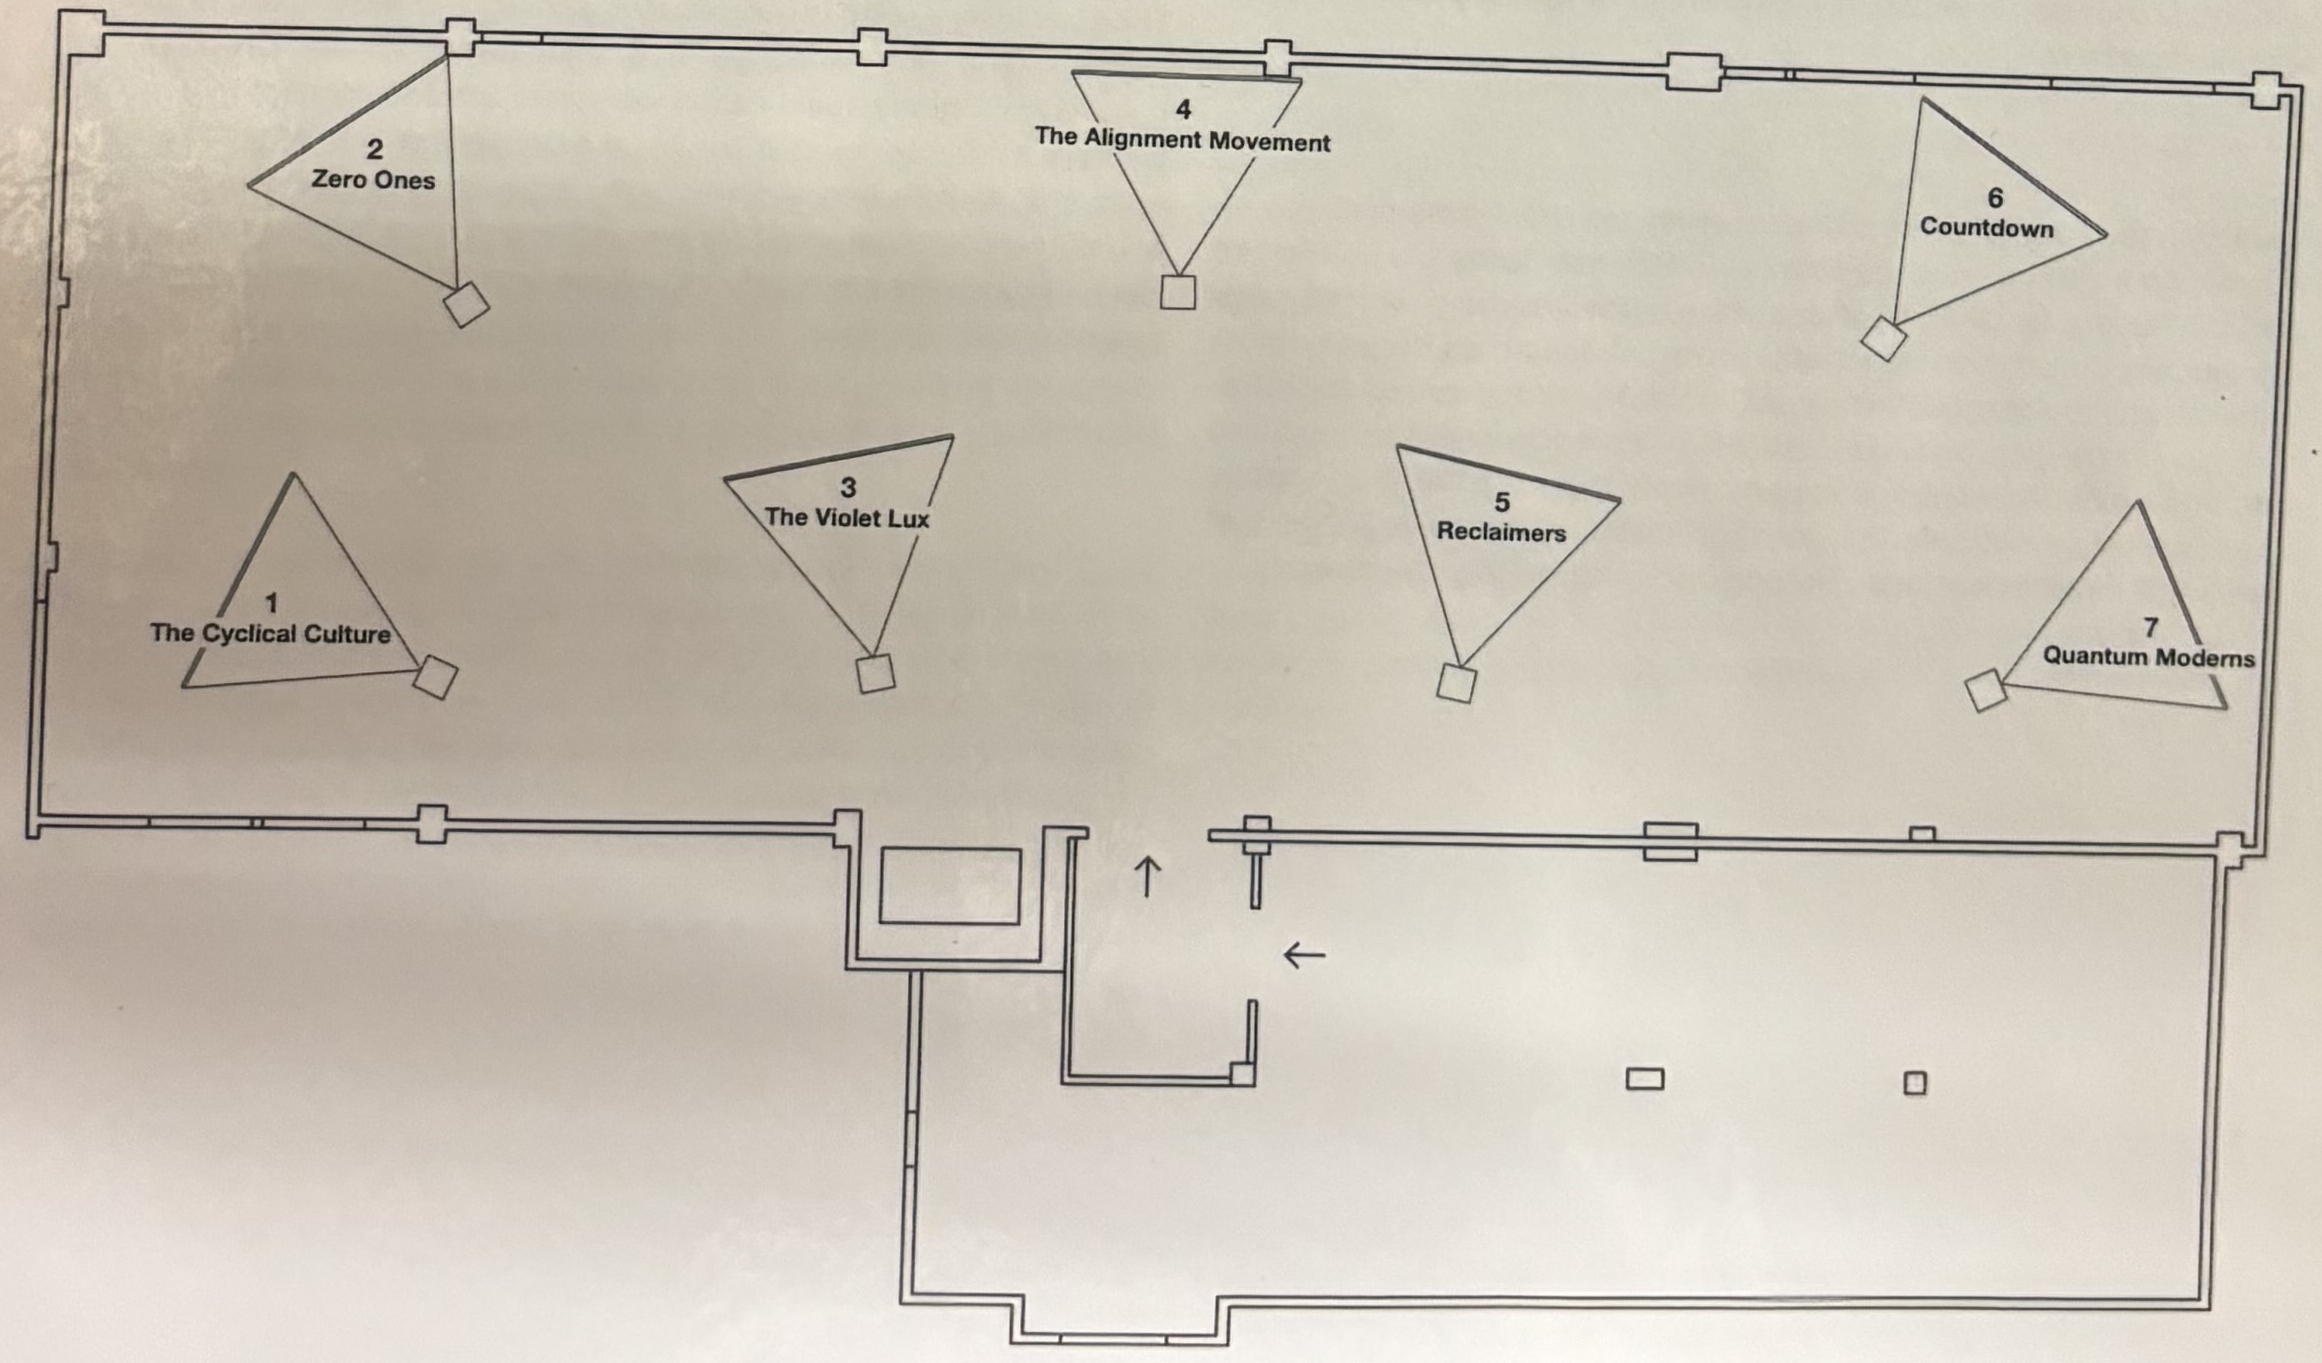 1
The Cyclical Culture
2
Zero Ones
3
The Violet Lux
4
The Alignment Movement
5
Reclaimers
6
Countdown
7
Quantum Moderns